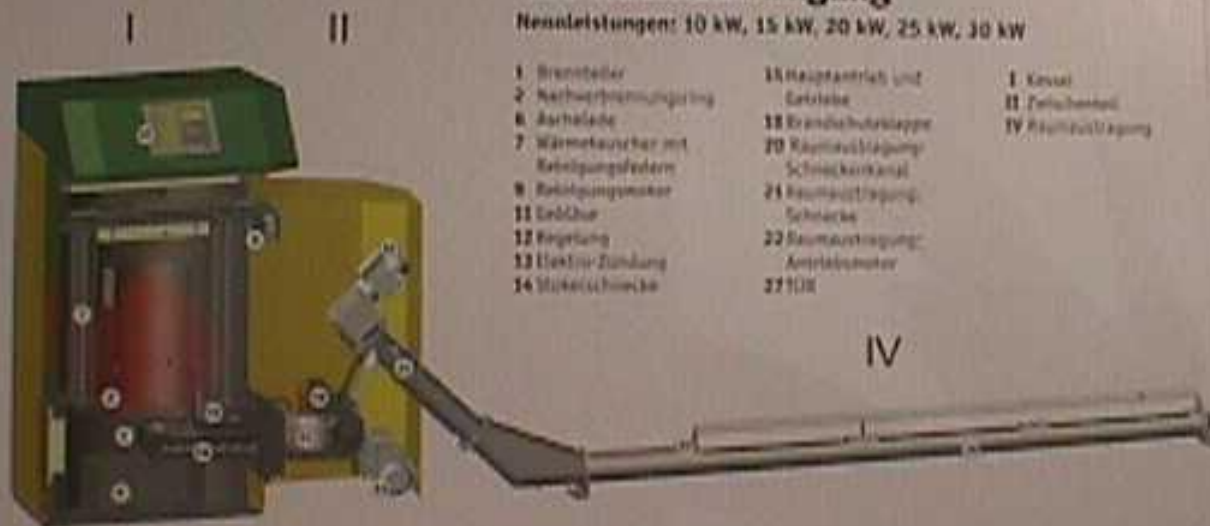 I II
Nennleistungen: 10 kW, 15 kW, 20 kW, 25 kW, 30 kW
1 Brennteller
2 Nachverbrennungsring
6 Aschelade
7 Wärmetauscher mit
Reinigungsfedern
9 Reinigungsmotor
11 Gebläse
12 Regelung
13 Elektro-Zündung
14 Stokerschnecke
15 Hauptantrieb und
Getriebe
18 Brandschutzklappe
20 Raumaustragung:
Schneckenkanal
21 Raumaustragung:
Schnecke
22 Raumaustragung:
Antriebsmotor
27 TÜB
I Kessel
II Zwischenteil
IV Raumaustragung
IV